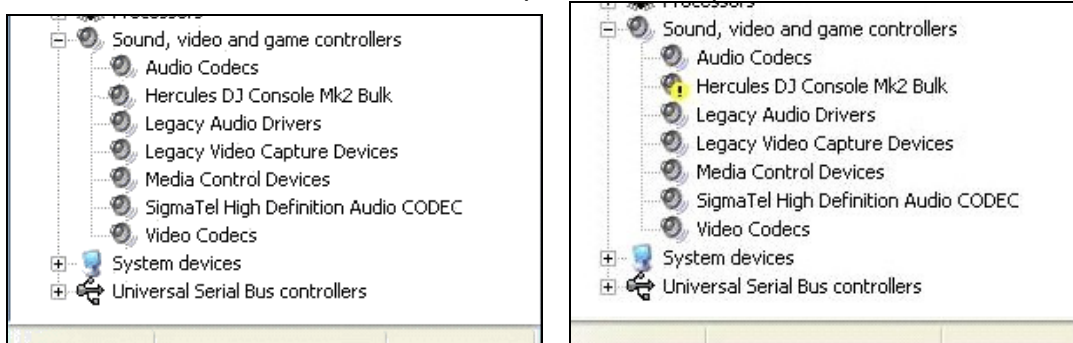 Sound, video and game controllers
Audio Codecs
Hercules DJ Console Mk2 Bulk
Legacy Audio Drivers
Legacy Video Capture Devices
Media Control Devices
SigmaTel High Definition Audio CODEC
Video Codecs
System devices
Universal Serial Bus controllers
Processors
Sound, video and game controllers
Audio Codecs
Hercules DJ Console Mk2 Bulk
Legacy Audio Drivers
Legacy Video Capture Devices
Media Control Devices
SigmaTel High Definition Audio CODEC
Video Codecs
System devices
Universal Serial Bus controllers